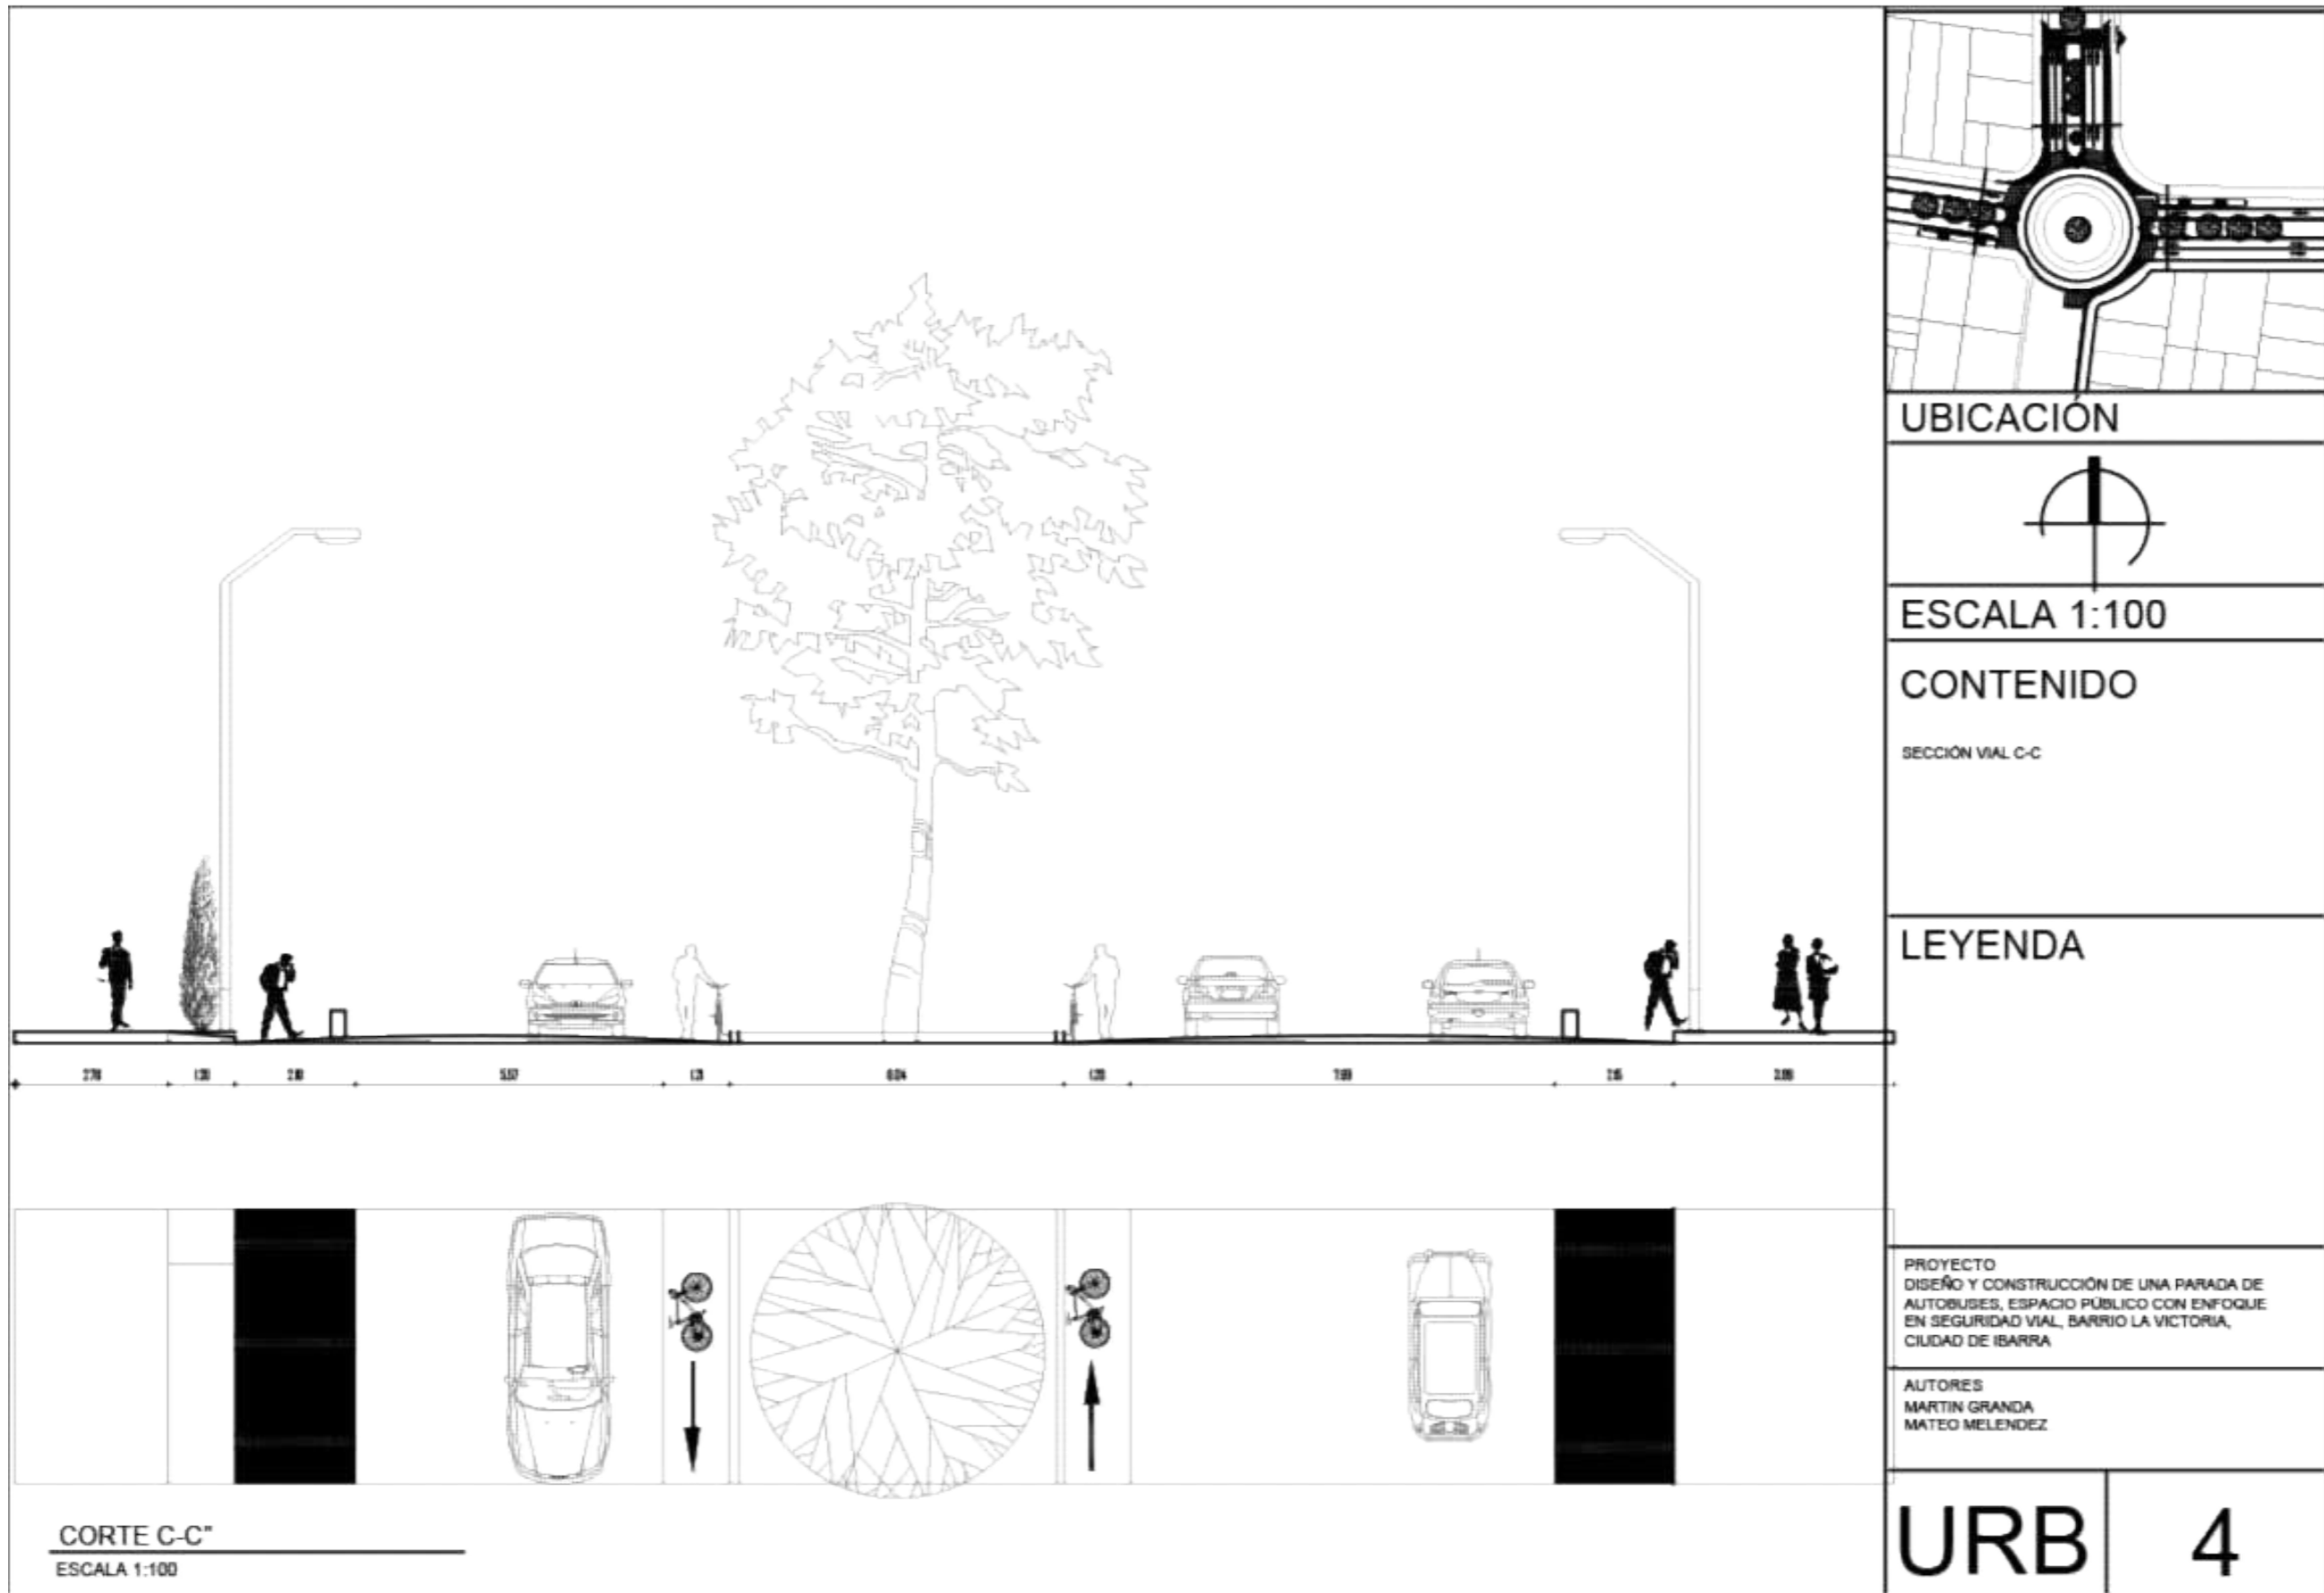 UBICACIÓN
ESCALA 1:100
CONTENIDO
SECCIÓN VIAL C-C
LEYENDA
PROYECTO
DISEÑO Y CONSTRUCCIÓN DE UNA PARADA DE
AUTOBUSES, ESPACIO PÚBLICO CON ENFOQUE
EN SEGURIDAD VIAL, BARRIO LA VICTORIA,
CIUDAD DE IBARRA
AUTORES
MARTIN GRANDA
MATEO MELENDEZ
URB 4
CORTE C-C"
ESCALA 1:100